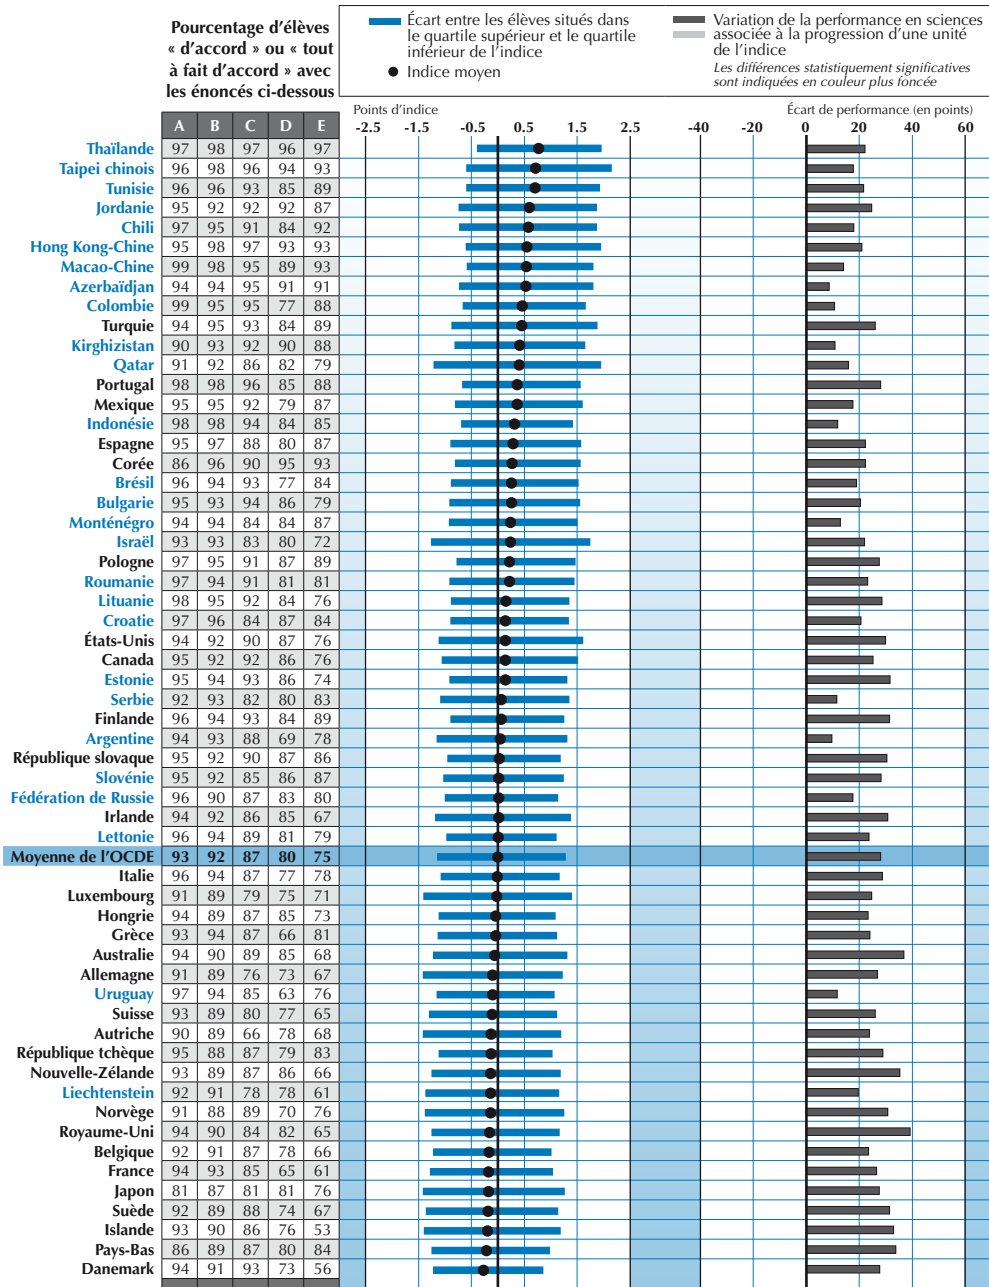 Pourcentage d'élèves
« d'accord » ou « tout
à fait d'accord » avec
les énoncés ci-dessous
Écart entre les élèves situés dans
le quartile supérieur et le quartile
inférieur de l'indice
Indice moyen
Variation de la performance en sciences
associée à la progression d'une unité
de l'indice
Les différences statistiquement significatives
sont indiquées en couleur plus foncée
Points d'indice
Écart de performance (en points)
A B C D E -2.5 -1.5 -0.5 0.5 1.5 2.5 -40 -20 0 20 40 60
Thaïlande 97 98 97 96 97
Taipei chinois 96 98 96 94 93
Tunisie 96 96 93 85 89
Jordanie 95 92 92 92 87
Chili 97 95 91 84 92
Hong Kong-Chine 95 98 97 93 93
Macao-Chine 99 98 95 89 93
Azerbaïdjan 94 94 95 91 91
Colombie 99 95 95 77 88
Turquie 94 95 93 84 89
Kirghizistan 90 93 92 90 88
Qatar 91 92 86 82 79
Portugal 98 98 96 85 88
Mexique 95 95 92 79 87
Indonésie 98 98 94 84 85
Espagne 95 97 88 80 87
Corée 86 96 90 95 93
Brésil 96 94 93 77 84
Bulgarie 95 93 94 86 79
Monténégro 94 94 84 84 87
Israël 93 93 83 80 72
Pologne 97 95 91 87 89
Roumanie 97 94 91 81 81
Lituanie 98 95 92 84 76
Croatie 97 96 84 87 84
États-Unis 94 92 90 87 76
Canada 95 92 92 86 76
Estonie 95 94 93 86 74
Serbie 92 93 82 80 83
Finlande 96 94 93 84 89
Argentine 94 93 88 69 78
République slovaque 95 92 90 87 86
Slovénie 95 92 85 86 87
Fédération de Russie 96 90 87 83 80
Irlande 94 92 86 85 67
Lettonie 96 94 89 81 79
Moyenne de l'OCDE 93 92 87 80 75
Italie 96 94 87 77 78
Luxembourg 91 89 79 75 71
Hongrie 94 89 87 85 73
Grèce 93 94 87 66 81
Australie 94 90 89 85 68
Allemagne 91 89 76 73 67
Uruguay 97 94 85 63 76
Suisse 93 89 80 77 65
Autriche 90 89 66 78 68
République tchèque 95 88 87 79 83
Nouvelle-Zélande 93 89 87 86 66
Liechtenstein 92 91 78 78 61
Norvège 91 88 89 70 76
Royaume-Uni 94 90 84 82 65
Belgique 92 91 87 78 66
France 94 93 85 65 61
Japon 81 87 81 81 76
Suède 92 89 88 74 67
Islande 93 90 86 76 53
Pays-Bas 86 89 87 80 84
Danemark 94 91 93 73 56